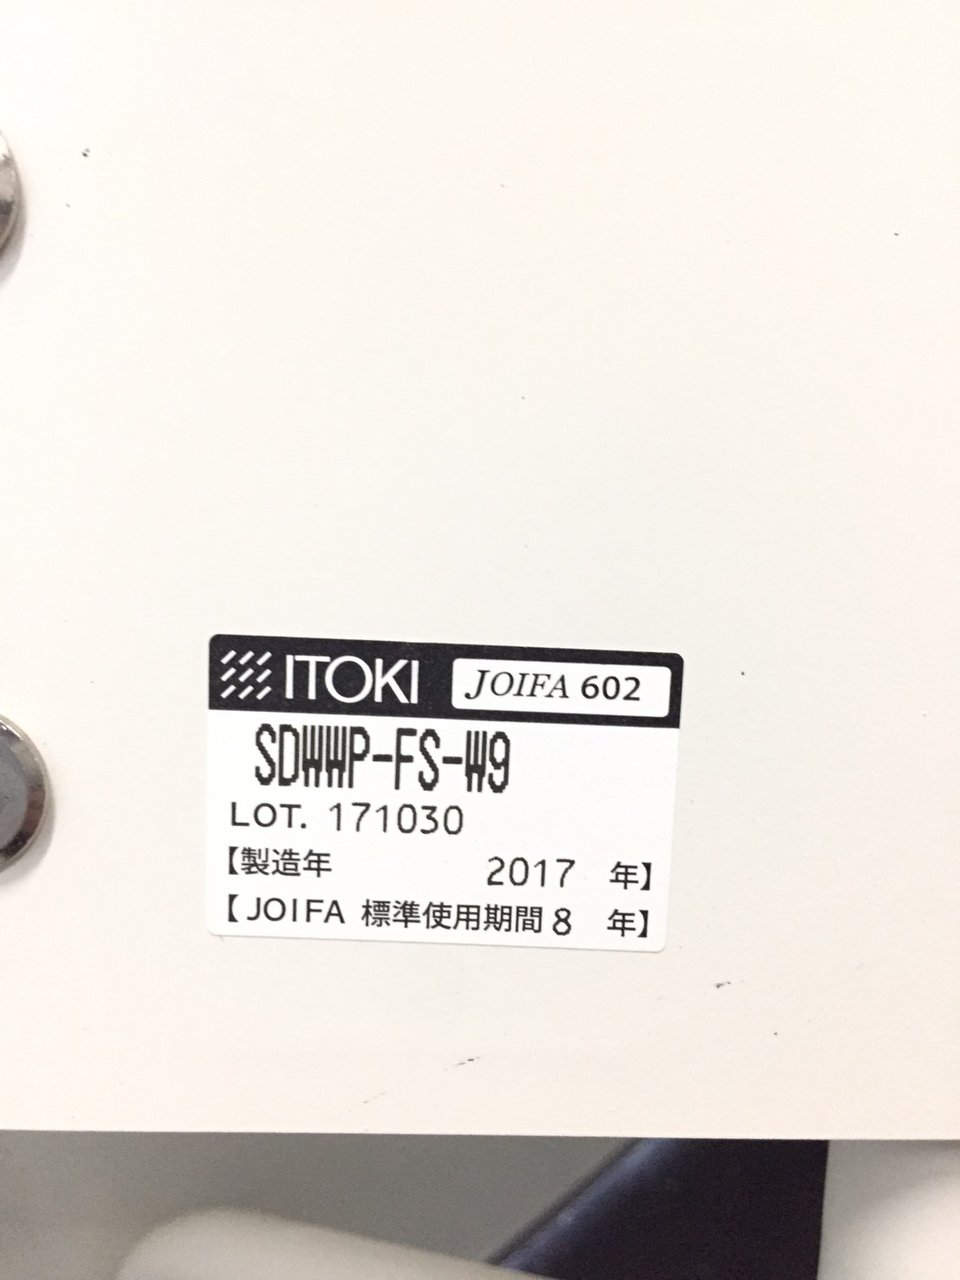 ITOKI JOIFA 602
SDWWP-FS-W9
LOT. 171030
【製造年 2017 年】
【JOIFA 標準使用期間 8 年】